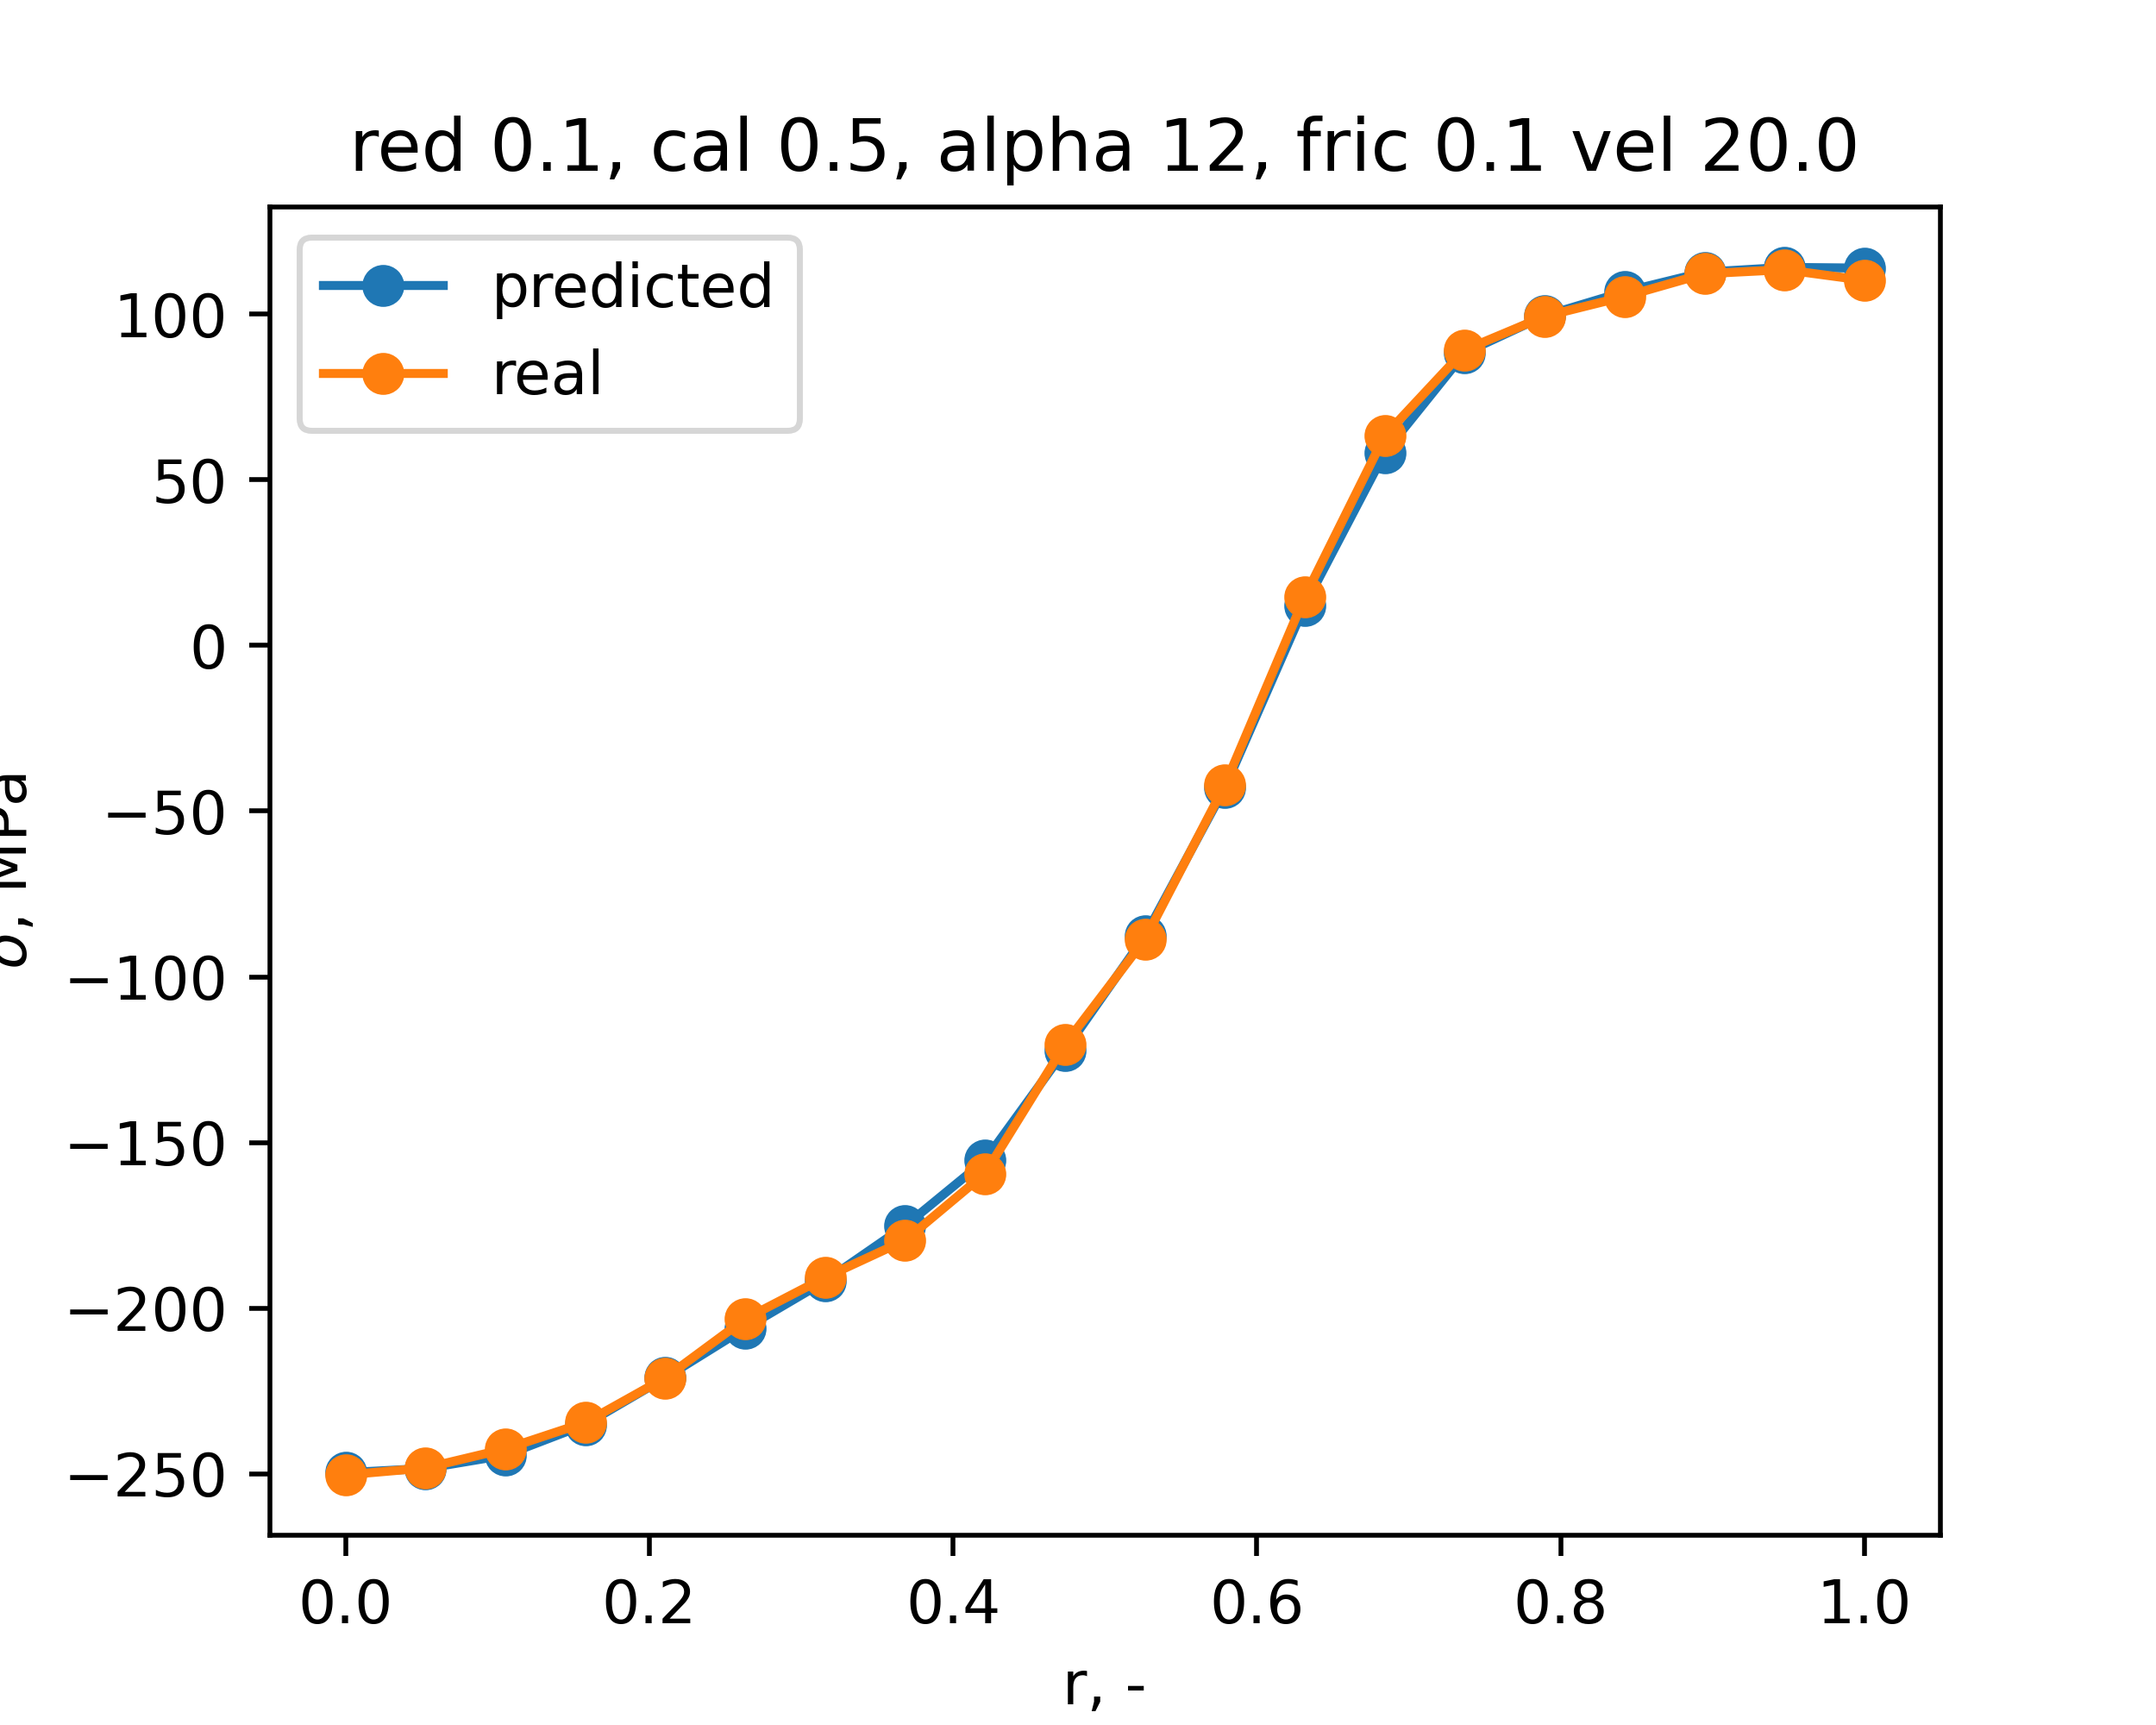 red 0.1, cal 0.5, alpha 12, fric 0.1 vel 20.0
predicted
real
100
50
0
−50
−100
−150
−200
−250
, MPa
0.0 0.2 0.4 0.6 0.8 1.0
r, -